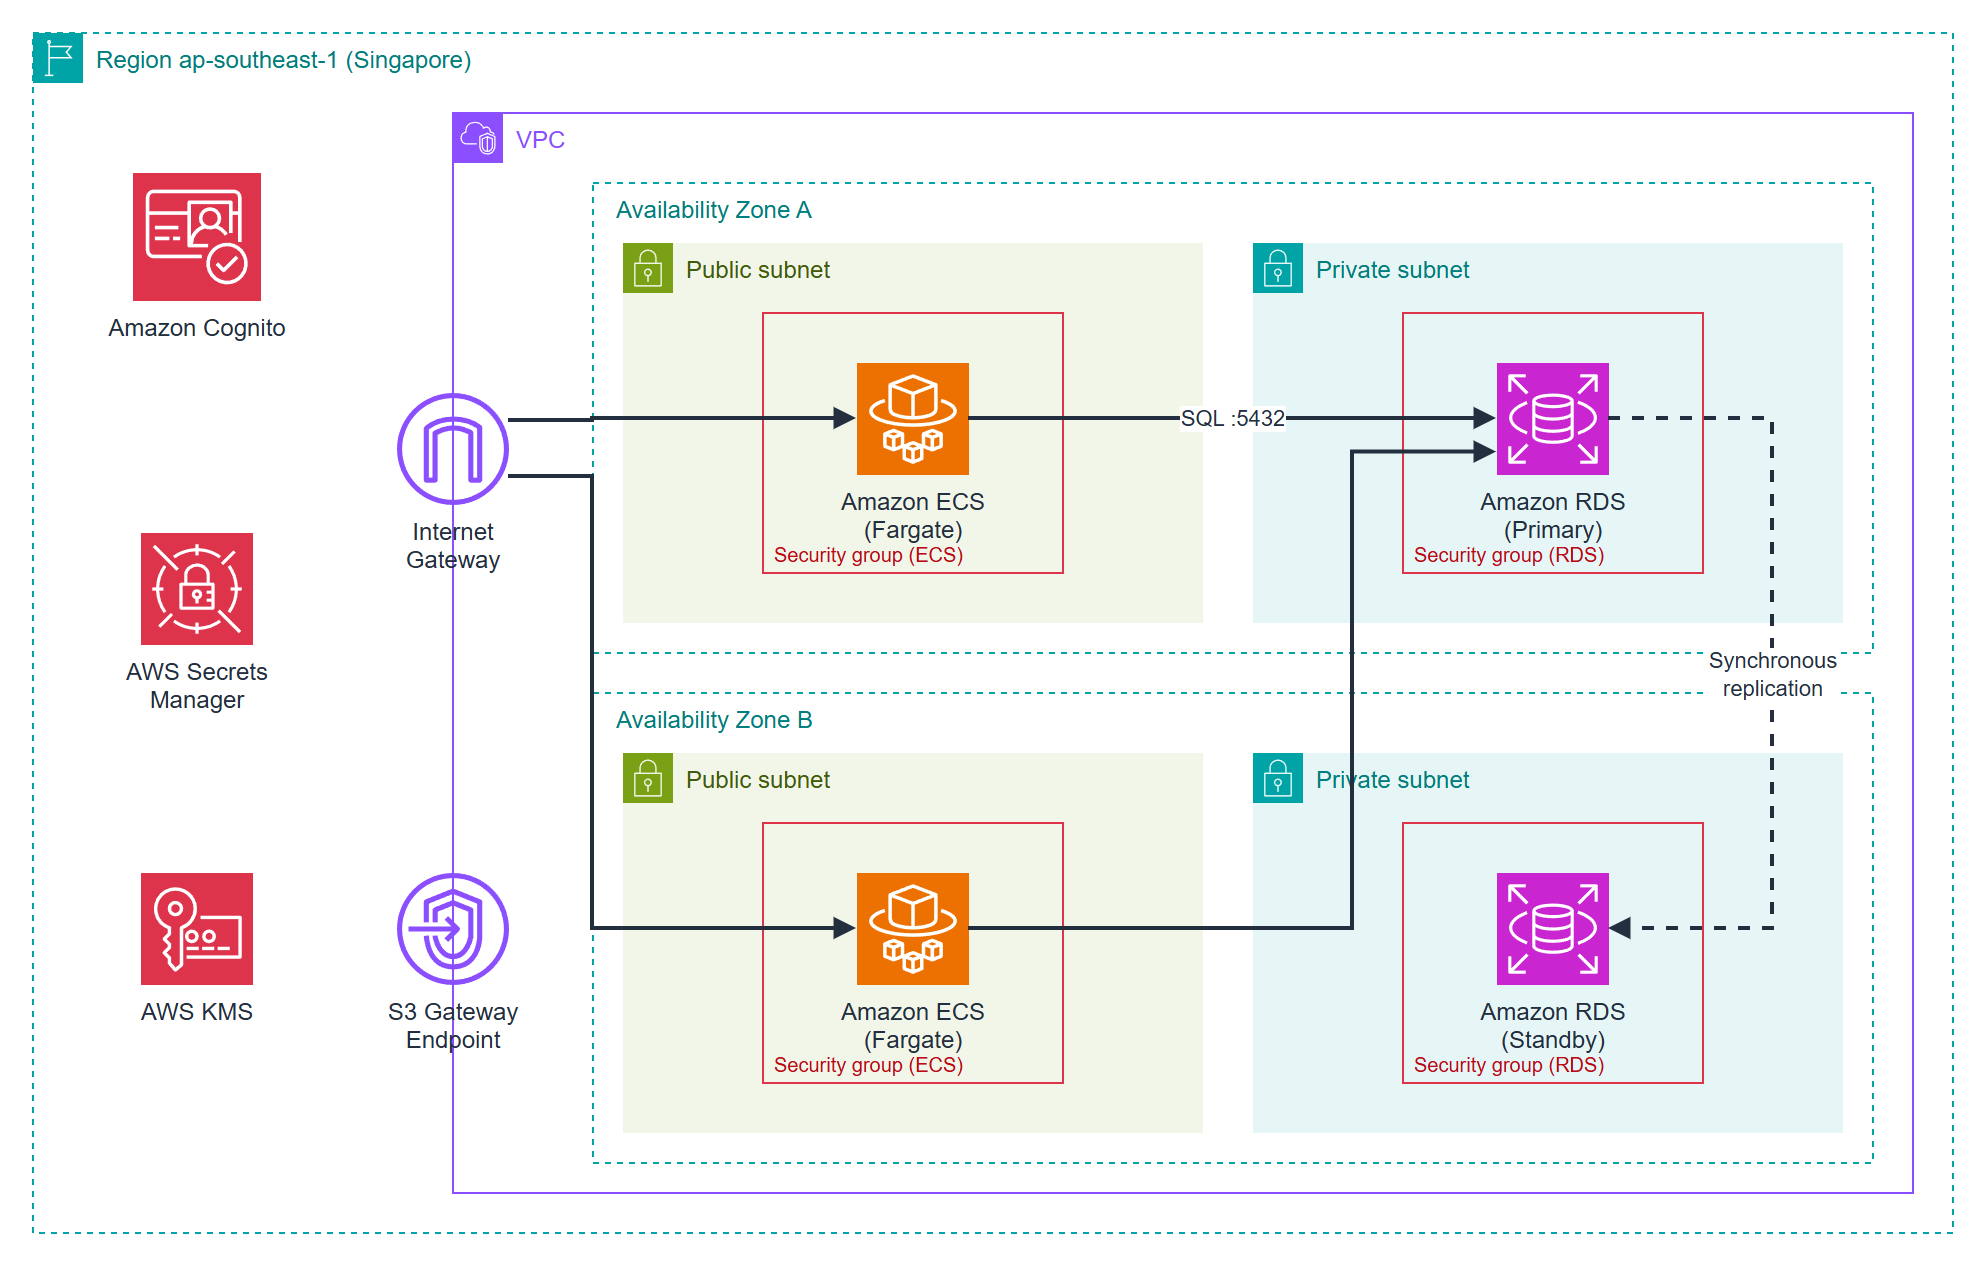 Region ap-southeast-1 (Singapore)
VPC
Amazon Cognito
Internet
Gateway
AWS Secrets
Manager
AWS KMS
S3 Gateway
Endpoint
Availability Zone A
Public subnet
Amazon ECS
(Fargate)
Security group (ECS)
SQL :5432
Private subnet
Amazon RDS
(Primary)
Security group (RDS)
Synchronous
replication
Availability Zone B
Public subnet
Amazon ECS
(Fargate)
Security group (ECS)
Private subnet
Amazon RDS
(Standby)
Security group (RDS)